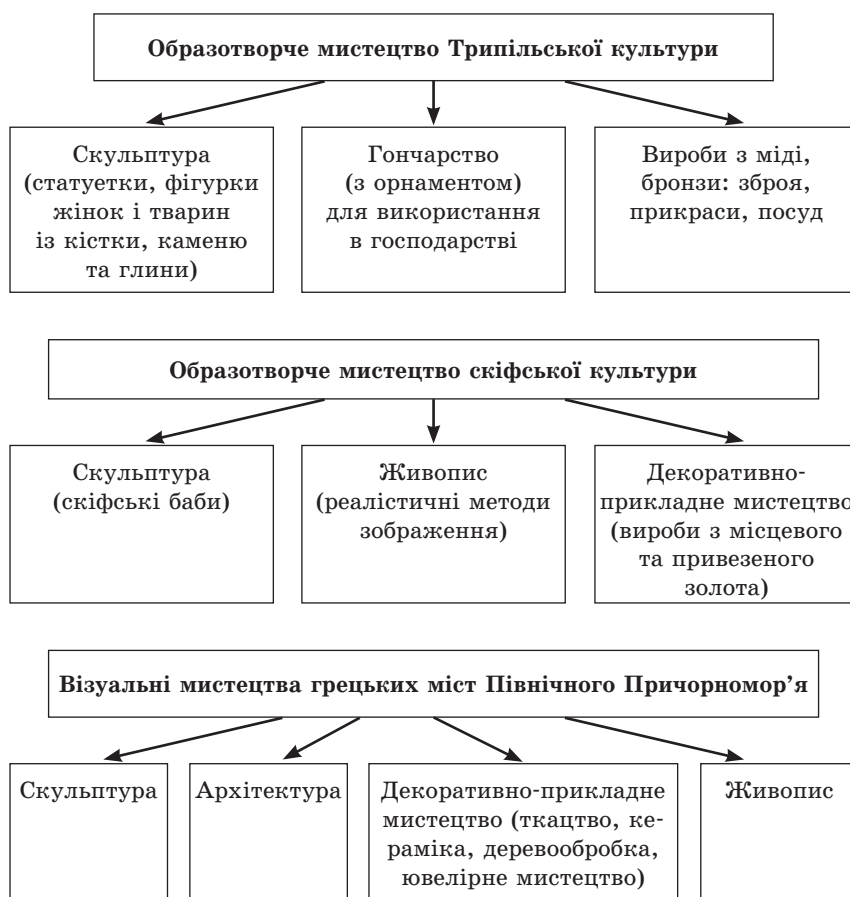 Образотворче мистецтво Трипільської культури
Скульптура
(статуетки, фігурки
жінок і тварин
із кістки, каменю
та глини)
Гончарство
(з орнаментом)
для використання
в господарстві
Вироби з міді,
бронзи: зброя,
прикраси, посуд
Образотворче мистецтво скіфської культури
Скульптура
(скіфські баби)
Живопис
(реалістичні методи
зображення)
Декоративно-
прикладне мистецтво
(вироби з місцевого
та привезеного
золота)
Візуальні мистецтва грецьких міст Північного Причорномор’я
Скульптура
Архітектура
Декоративно-прикладне
мистецтво (ткацтво, ке-
раміка, деревообробка,
ювелірне мистецтво)
Живопис